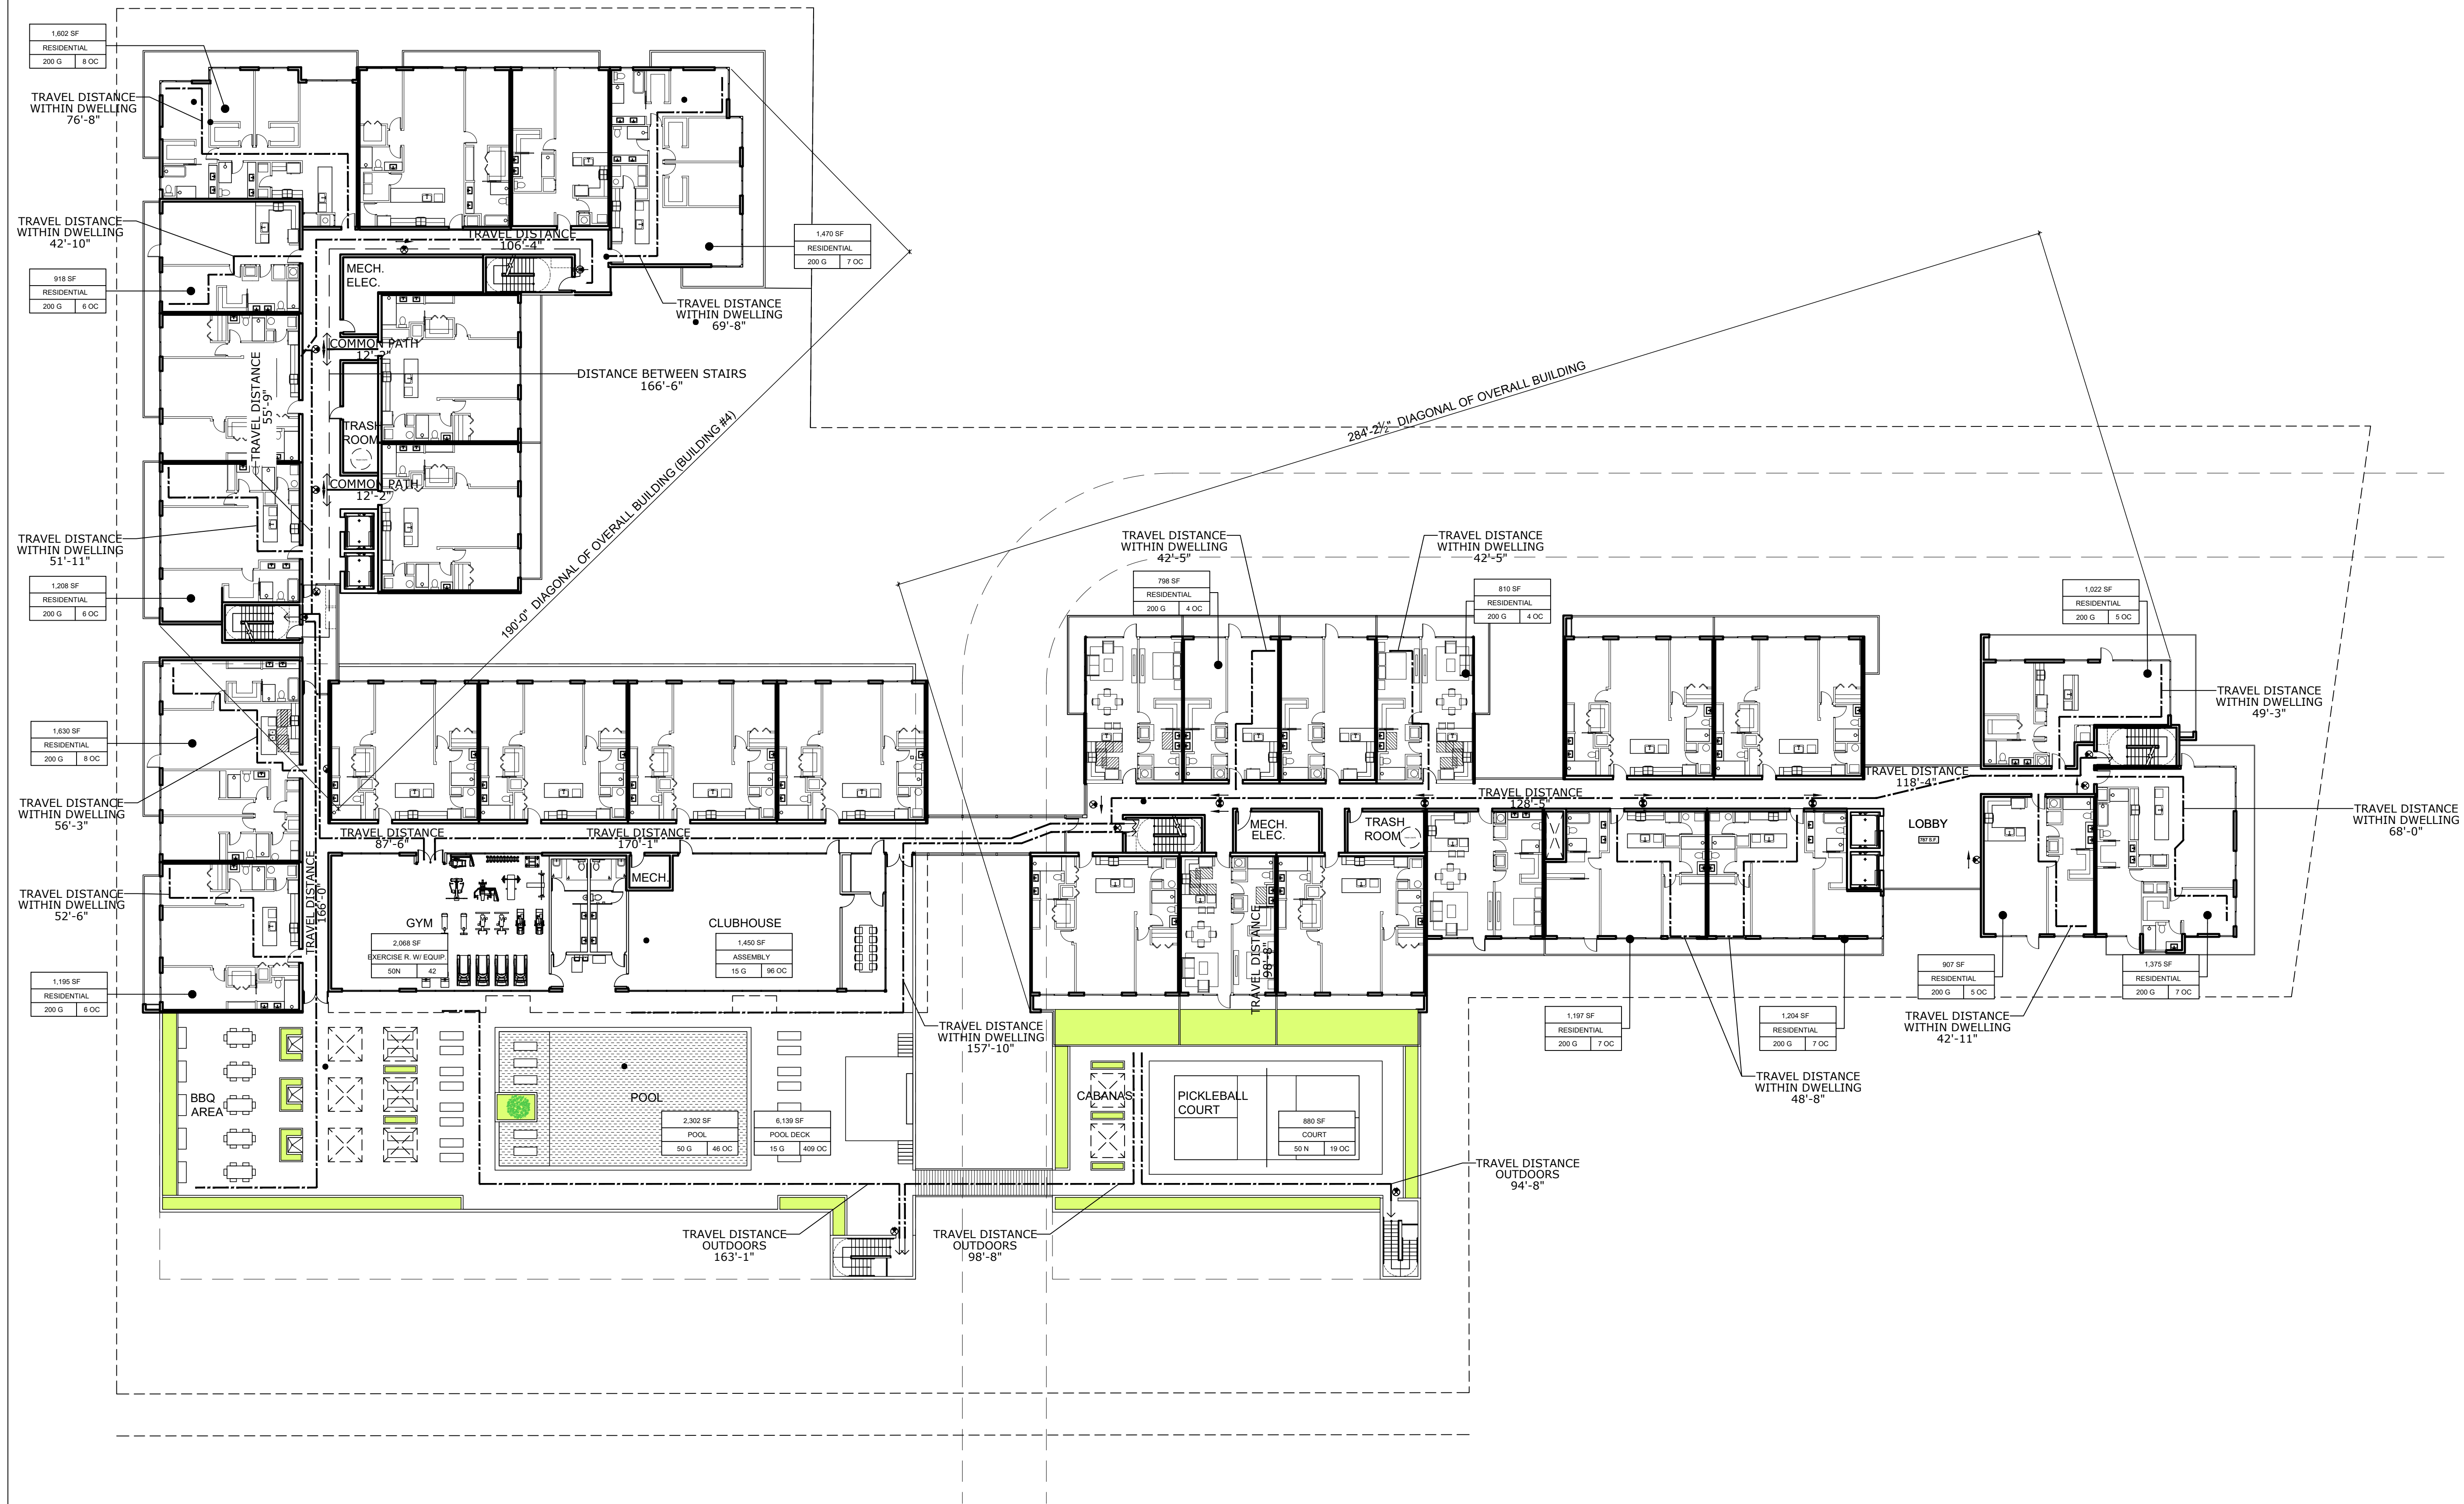 1,602 SF
RESIDENTIAL
200 G 8 OC
TRAVEL DISTANCE
WITHIN DWELLING
76'-8"
TRAVEL DISTANCE
WITHIN DWELLING
42'-10"
TRAVEL DISTANCE
106'-4"
1,470 SF
RESIDENTIAL
200 G 7 OC
MECH.
ELEC.
918 SF
RESIDENTIAL
200 G 6 OC
TRAVEL DISTANCE
WITHIN DWELLING
69'-8"
COMMON PATH
12'-2"
DISTANCE BETWEEN STAIRS
166'-6"
TRAVEL DISTANCE
55'-9"
TRASH
ROOM
COMMON PATH
12'-2"
190'-0" DIAGONAL OF OVERALL BUILDING (BUILDING #4)
284'-2½" DIAGONAL OF OVERALL BUILDING
TRAVEL DISTANCE
WITHIN DWELLING
51'-11"
1,208 SF
RESIDENTIAL
200 G 6 OC
TRAVEL DISTANCE
WITHIN DWELLING
42'-5"
TRAVEL DISTANCE
WITHIN DWELLING
42'-5"
798 SF
RESIDENTIAL
200 G 4 OC
810 SF
RESIDENTIAL
200 G 4 OC
1,022 SF
RESIDENTIAL
200 G 5 OC
TRAVEL DISTANCE
WITHIN DWELLING
49'-3"
1,630 SF
RESIDENTIAL
200 G 8 OC
TRAVEL DISTANCE
118'-4"
TRAVEL DISTANCE
128'-5"
TRAVEL DISTANCE
WITHIN DWELLING
56'-3"
TRAVEL DISTANCE
87'-6"
TRAVEL DISTANCE
170'-1"
MECH.
ELEC.
TRASH
ROOM
LOBBY
787 S.F.
TRAVEL DISTANCE
WITHIN DWELLING
68'-0"
TRAVEL DISTANCE
WITHIN DWELLING
52'-6"
TRAVEL DISTANCE
166'-0"
MECH.
GYM
2,068 SF
EXERCISE R. W/ EQUIP.
50N 42
CLUBHOUSE
1,450 SF
ASSEMBLY
15 G 96 OC
TRAVEL DISTANCE
98'-8"
1,195 SF
RESIDENTIAL
200 G 6 OC
907 SF
RESIDENTIAL
200 G 5 OC
1,375 SF
RESIDENTIAL
200 G 7 OC
TRAVEL DISTANCE
WITHIN DWELLING
157'-10"
1,197 SF
RESIDENTIAL
200 G 7 OC
1,204 SF
RESIDENTIAL
200 G 7 OC
TRAVEL DISTANCE
WITHIN DWELLING
42'-11"
TRAVEL DISTANCE
WITHIN DWELLING
48'-8"
BBQ
AREA
POOL
2,302 SF
POOL
50 G 46 OC
6,139 SF
POOL DECK
15 G 409 OC
CABANAS
PICKLEBALL
COURT
880 SF
COURT
50 N 19 OC
TRAVEL DISTANCE
OUTDOORS
94'-8"
TRAVEL DISTANCE
OUTDOORS
163'-1"
TRAVEL DISTANCE
OUTDOORS
98'-8"